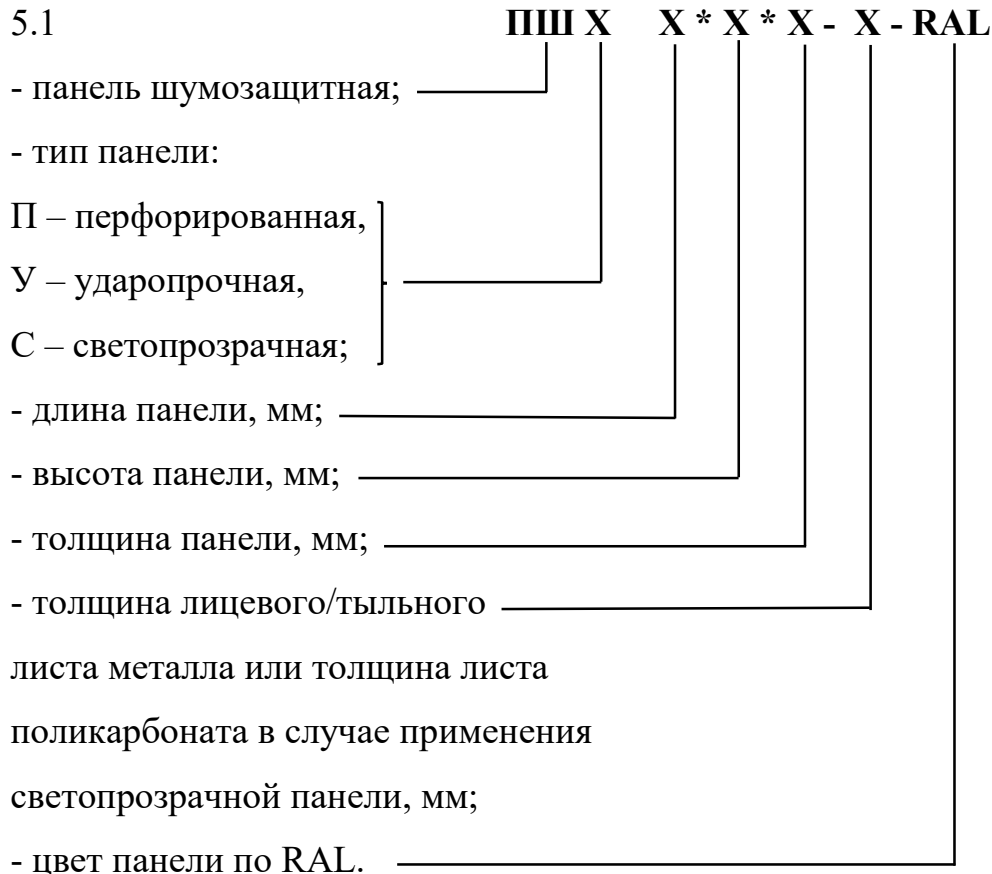 5.1 ПШ Х Х * Х * Х - Х - RAL
- панель шумозащитная;
- тип панели:
П – перфорированная,
У – ударопрочная,
С – светопрозрачная;
- длина панели, мм;
- высота панели, мм;
- толщина панели, мм;
- толщина лицевого/тыльного
листа металла или толщина листа
поликарбоната в случае применения
светопрозрачной панели, мм;
- цвет панели по RAL.